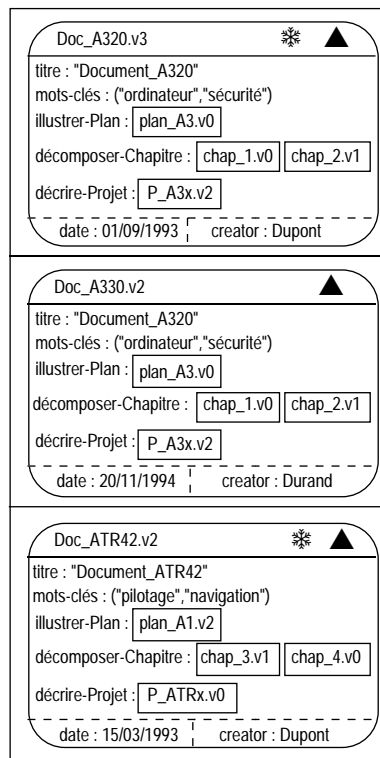 Doc_A320.v3
titre : "Document_A320"
mots-clés : ("ordinateur","sécurité")
illustrer-Plan : plan_A3.v0
décomposer-Chapitre : chap_1.v0 chap_2.v1
décrire-Projet : P_A3x.v2
date : 01/09/1993 creator : Dupont
Doc_A330.v2
titre : "Document_A320"
mots-clés : ("ordinateur","sécurité")
illustrer-Plan : plan_A3.v0
décomposer-Chapitre : chap_1.v0 chap_2.v1
décrire-Projet : P_A3x.v2
date : 20/11/1994 creator : Durand
Doc_ATR42.v2
titre : "Document_ATR42"
mots-clés : ("pilotage","navigation")
illustrer-Plan : plan_A1.v2
décomposer-Chapitre : chap_3.v1 chap_4.v0
décrire-Projet : P_ATRx.v0
date : 15/03/1993 creator : Dupont